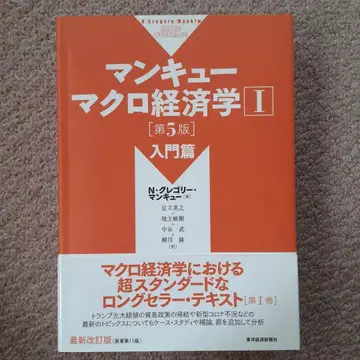 N Gregory Mankiw
マンキュー
マクロ経済学 I
[第5版]
入門篇
N・グレゴリー・
マンキュー[著]
足立英之
地主敏樹
中谷 武
柳川 隆
[訳]
マクロ経済学における
超スタンダードな
ロングセラー・テキスト[第I巻]
トランプ元大統領の貿易政策の帰結や新型コロナ不況などの
最新のトピックスについてもケース・スタディや補論、節を追加して分析
最新改訂版(原著第11版)
東洋経済新報社